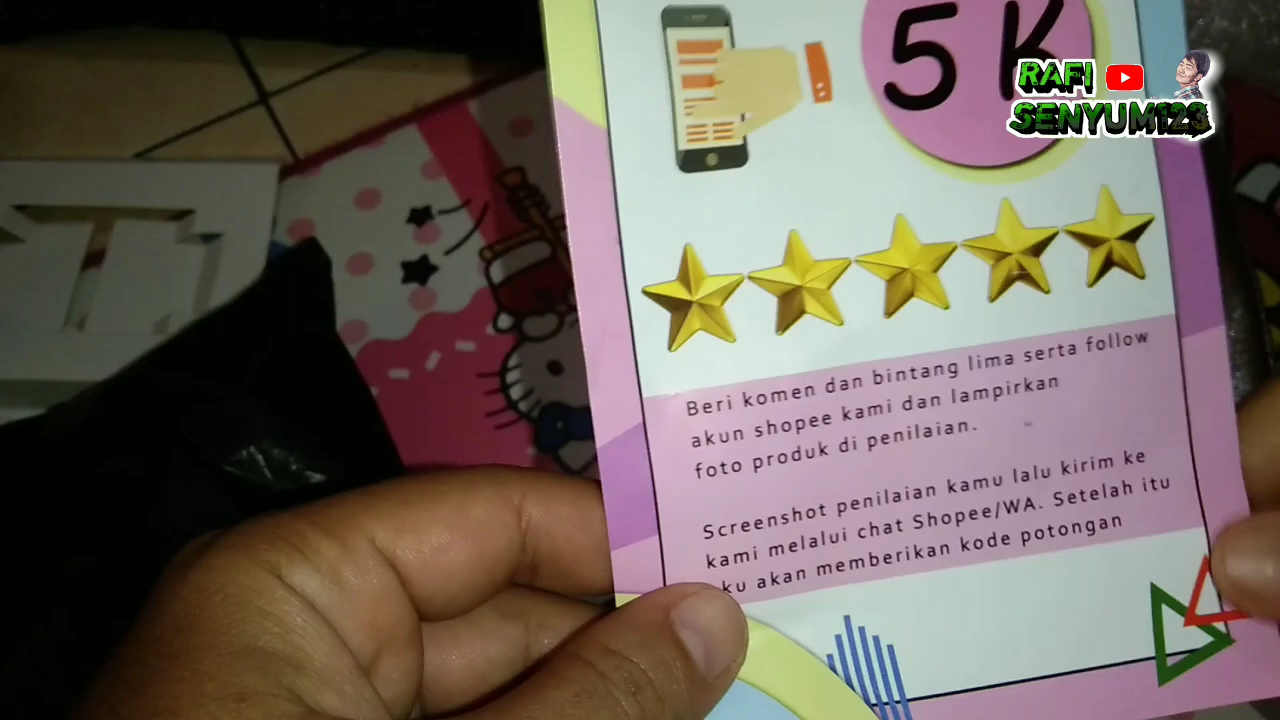 5 K
RAFI
SENYUM123
Beri komen dan bintang lima serta follow
akun shopee kami dan lampirkan
foto produk di penilaian.
Screenshot penilaian kamu lalu kirim ke
kami melalui chat Shopee/WA. Setelah itu
akan memberikan kode potongan